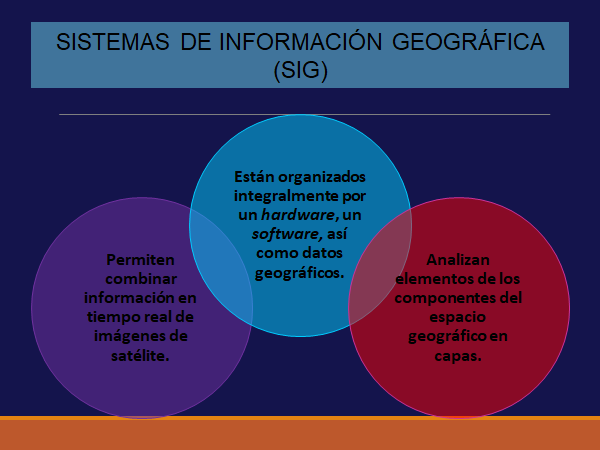 SISTEMAS DE INFORMACIÓN GEOGRÁFICA
(SIG)
Están organizados
integralmente por
un hardware, un
software, así
como datos
geográficos.
Permiten
combinar
información en
tiempo real de
imágenes de
satélite.
Analizan
elementos de los
componentes del
espacio
geográfico en
capas.